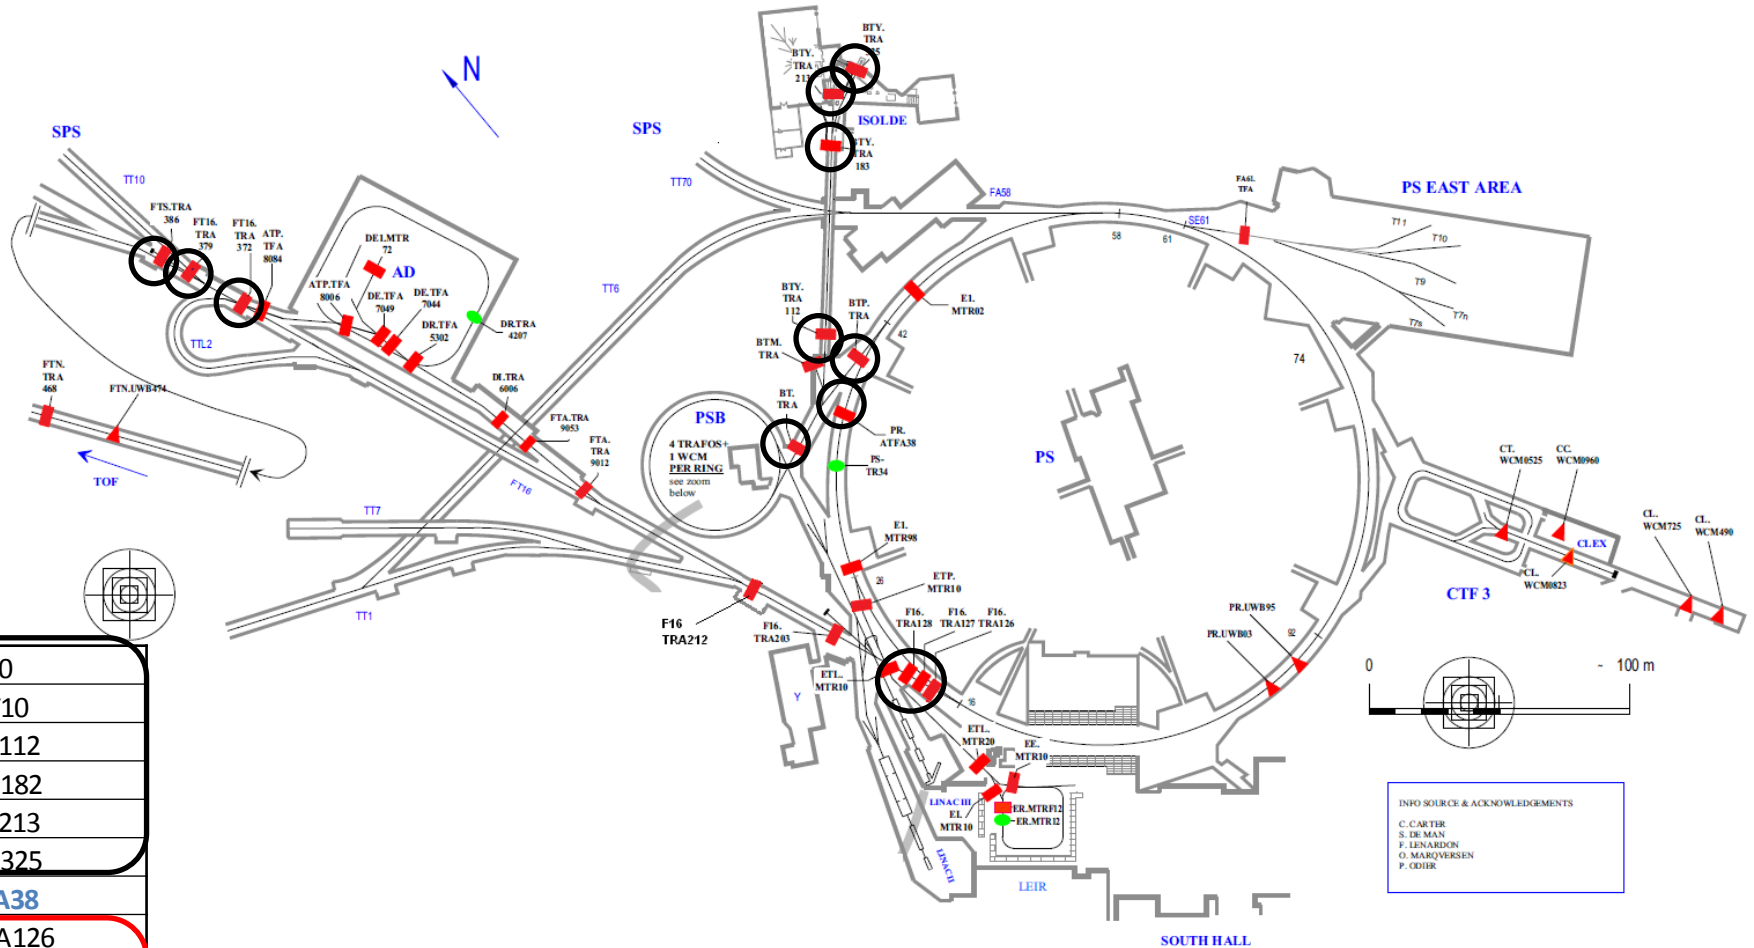 N
SPS
SPS
TT10
TT70
FTS.TRA
386
FT16.
TRA
379
FT16.
TRA
372
ATP.
TFA
8084
DE1.MTR
72
AD
ATP.TFA
8006
DE.TFA
7049
DE.TFA
7044
DR.TFA
5302
DR.TRA
4207
TTL2
TT6
FTN.
TRA
468
FTN.UWB474
TOF
DI.TRA
6006
FTA.TRA
9053
FTA.
TRA
9012
FT16
TT7
TT1
BTY.
TRA
325
BTY.
TRA
213
ISOLDE
BTY.
TRA
183
FA58
SE61
58
61
FA61.
TFA
PS EAST AREA
T11
T10
T9
T7n
T7s
BTY.
TRA
112
BTP.
TRA
BTM.
TRA
E1.
MTR02
42
74
PSB
4 TRAFOS+
1 WCM
PER RING
see zoom
below
BT.
TRA
PR.
ATFA38
PS-
TR34
PS
E1.
MTR98
26
ETP.
MTR10
F16
TRA212
F16.
TRA203
F16.
TRA128
F16.
TRA127
F16.
TRA126
ETL.
MTR10
16
Y
ETL.
MTR20
EE.
MTR10
LINAC III
EI.
MTR10
ER.MTRF12
ER.MTR12
LINAC II
LEIR
SOUTH HALL
CT.
WCM0525
CC.
WCM0960
CL.
WCM725
CL.
WCM490
CLEX
CL.
WCM0823
CTF 3
PR.UWB95
PR.UWB03
92
0
- 100 m
INFO SOURCE & ACKNOWLEDGEMENTS
C. CARTER
S. DE MAN
F. LENARDON
O. MARQVERSEN
P. ODIER
0
10
112
182
213
325
A38
A126